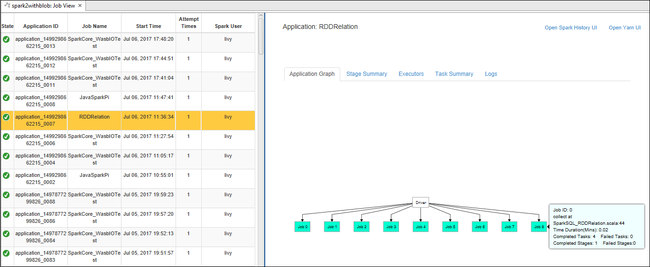 spark2withblob: Job View
State Application ID Job Name Start Time Attempt Times Spark User
application_1499298662215_0013 SparkCore_WasbIOTest Jul 06, 2017 17:48:20 1 livy
application_1499298662215_0012 SparkCore_WasbIOTest Jul 06, 2017 17:44:51 1 livy
application_1499298662215_0011 SparkCore_WasbIOTest Jul 06, 2017 17:41:04 1 livy
application_1499298662215_0008 JavaSparkPi Jul 06, 2017 11:47:41 1 livy
application_1499298662215_0007 RDDRelation Jul 06, 2017 11:38:34 1 livy
application_1499298662215_0006 SparkCore_WasbIOTest Jul 06, 2017 11:27:54 1 livy
application_1499298662215_0004 SparkCore_WasbIOTest Jul 06, 2017 11:05:17 1 livy
application_1499298662215_0002 JavaSparkPi Jul 06, 2017 10:55:01 1 livy
application_1497877299826_0088 SparkCore_WasbIOTest Jul 05, 2017 19:59:23 1 livy
application_1497877299826_0086 SparkCore_WasbIOTest Jul 05, 2017 19:57:20 1 livy
application_1497877299826_0084 SparkCore_WasbIOTest Jul 05, 2017 19:52:13 1 livy
application_1497877299826_0083 SparkCore_WasbIOTest Jul 05, 2017 19:51:57 1 livy
Application: RDDRelation
Open Spark History UI Open Yarn UI
Application Graph Stage Summary Executors Task Summary Logs
Driver
Job 0 Job 1 Job 2 Job 3 Job 4 Job 5 Job 6 Job 7 Job 8
Job ID: 0
collect at
SparkSQL_RDDRelation.scala:44
Time Duration(Mins): 0.02
Completed Tasks: 4 Failed Tasks: 0
Completed Stages: 1 Failed Stages:0